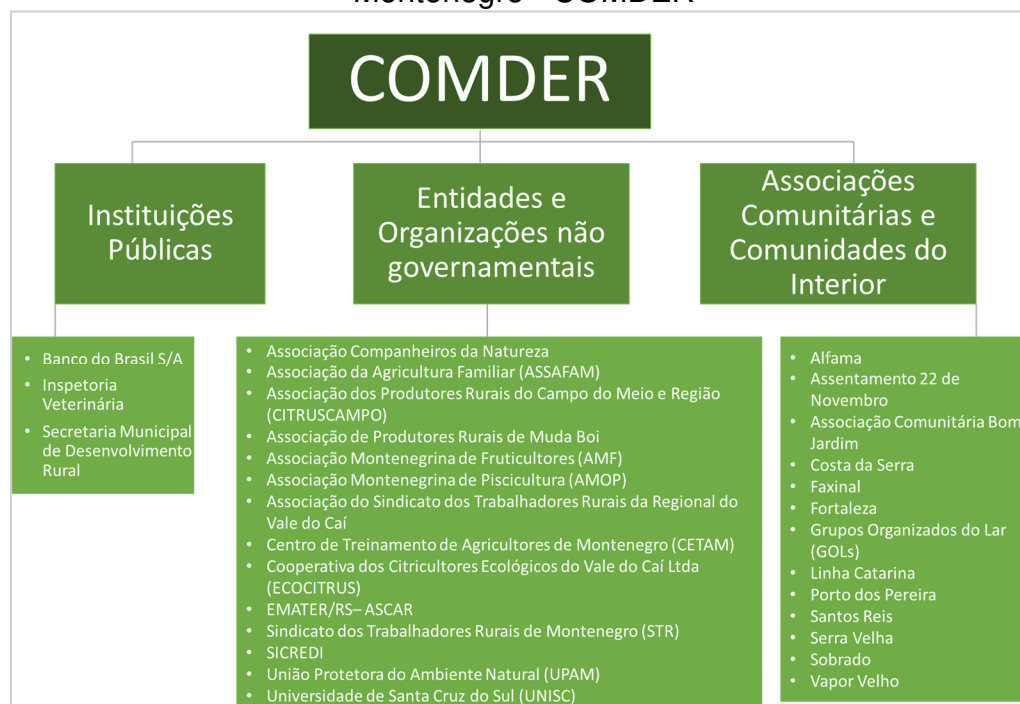 Montenegro - COMDER
COMDER
Instituições
Públicas
Entidades e
Organizações não
governamentais
Associações
Comunitárias e
Comunidades do
Interior
• Banco do Brasil S/A
• Inspetoria
Veterinária
• Secretaria Municipal
de Desenvolvimento
Rural
• Associação Companheiros da Natureza
• Associação da Agricultura Familiar (ASSAFAM)
• Associação dos Produtores Rurais do Campo do Meio e Região
(CITRUSCAMPO)
• Associação de Produtores Rurais de Muda Boi
• Associação Montenegrina de Fruticultores (AMF)
• Associação Montenegrina de Piscicultura (AMOP)
• Associação do Sindicato dos Trabalhadores Rurais da Regional do
Vale do Caí
• Centro de Treinamento de Agricultores de Montenegro (CETAM)
• Cooperativa dos Citricultores Ecológicos do Vale do Caí Ltda
(ECOCITRUS)
• EMATER/RS– ASCAR
• Sindicato dos Trabalhadores Rurais de Montenegro (STR)
• SICREDI
• União Protetora do Ambiente Natural (UPAM)
• Universidade de Santa Cruz do Sul (UNISC)
• Alfama
• Assentamento 22 de
Novembro
• Associação Comunitária Bom
Jardim
• Costa da Serra
• Faxinal
• Fortaleza
• Grupos Organizados do Lar
(GOLs)
• Linha Catarina
• Porto dos Pereira
• Santos Reis
• Serra Velha
• Sobrado
• Vapor Velho